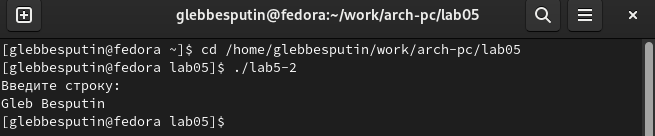 glebbesputin@fedora:~/work/arch-pc/lab05
[glebbesputin@fedora ~]$ cd /home/glebbesputin/work/arch-pc/lab05
[glebbesputin@fedora lab05]$ ./lab5-2
Введите строку:
Gleb Besputin
[glebbesputin@fedora lab05]$